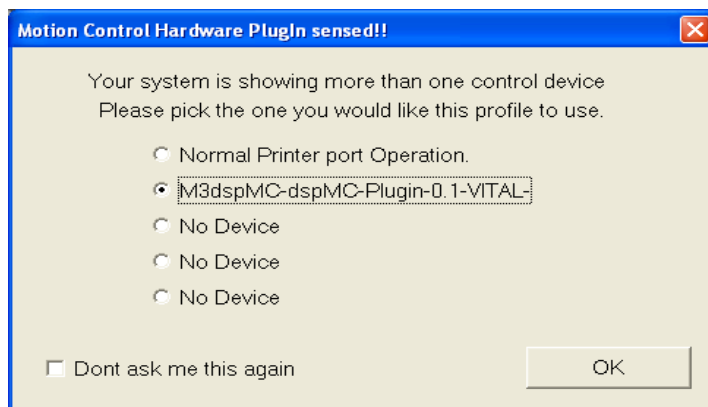 Motion Control Hardware PlugIn sensed!!
Your system is showing more than one control device
Please pick the one you would like this profile to use.
Normal Printer port Operation.
M3dspMC-dspMC-Plugin-0.1-VITAL-
No Device
No Device
No Device
Dont ask me this again
OK